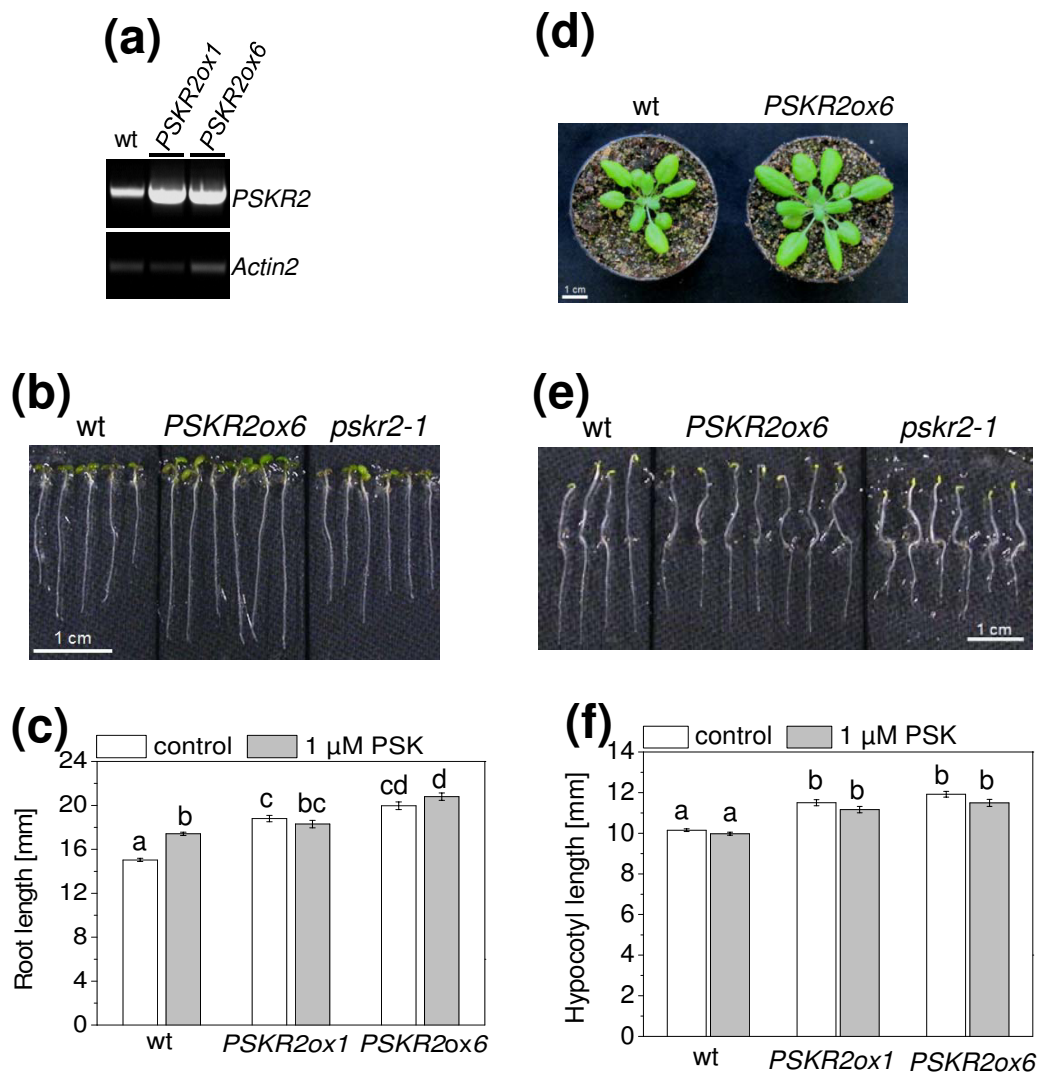 (a)
wt
PSKR2ox1
PSKR2ox6
PSKR2
Actin2
(d)
wt PSKR2ox6
1 cm
(b)
wt PSKR2ox6 pskr2-1
1 cm
(e)
wt PSKR2ox6 pskr2-1
1 cm
(c)
control 1 µM PSK
Root length [mm]
24
20
16
12
8
4
0
a b c bc cd d
wt PSKR2ox1 PSKR2ox6
(f)
control 1 µM PSK
Hypocotyl length [mm]
14
12
10
8
6
4
2
0
a a b b b b
wt PSKR2ox1 PSKR2ox6